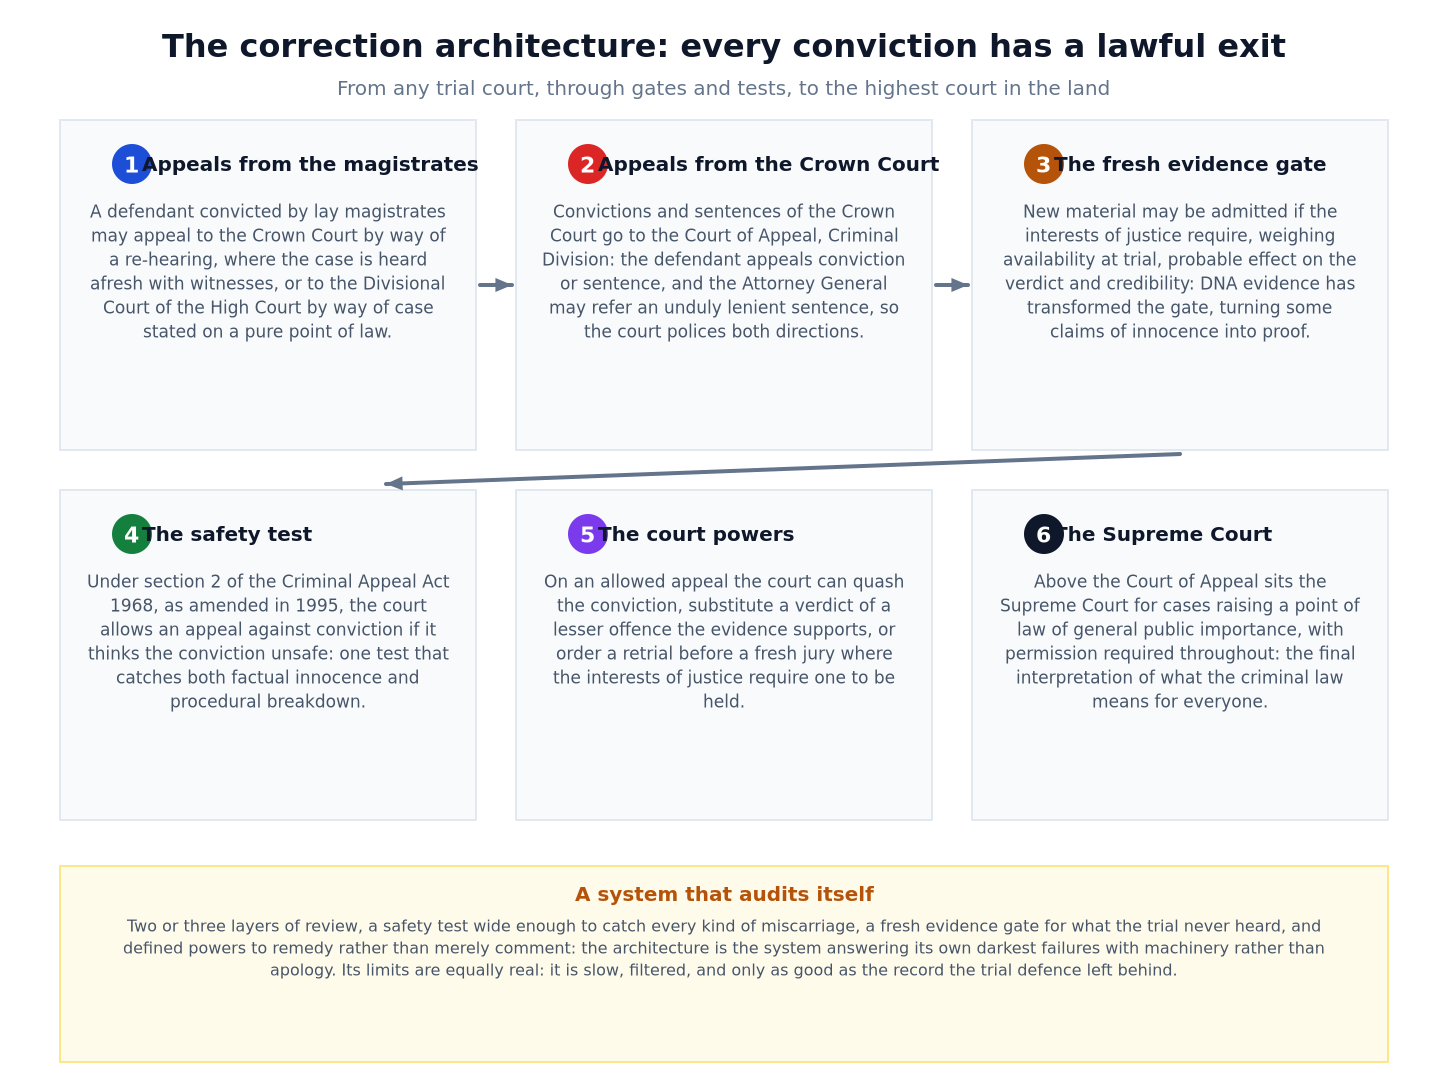 The correction architecture: every conviction has a lawful exit
From any trial court, through gates and tests, to the highest court in the land
1 Appeals from the magistrates
A defendant convicted by lay magistrates
may appeal to the Crown Court by way of
a re-hearing, where the case is heard
afresh with witnesses, or to the Divisional
Court of the High Court by way of case
stated on a pure point of law.
2 Appeals from the Crown Court
Convictions and sentences of the Crown
Court go to the Court of Appeal, Criminal
Division: the defendant appeals conviction
or sentence, and the Attorney General
may refer an unduly lenient sentence, so
the court polices both directions.
3 The fresh evidence gate
New material may be admitted if the
interests of justice require, weighing
availability at trial, probable effect on the
verdict and credibility: DNA evidence has
transformed the gate, turning some
claims of innocence into proof.
4 The safety test
Under section 2 of the Criminal Appeal Act
1968, as amended in 1995, the court
allows an appeal against conviction if it
thinks the conviction unsafe: one test that
catches both factual innocence and
procedural breakdown.
5 The court powers
On an allowed appeal the court can quash
the conviction, substitute a verdict of a
lesser offence the evidence supports, or
order a retrial before a fresh jury where
the interests of justice require one to be
held.
6 The Supreme Court
Above the Court of Appeal sits the
Supreme Court for cases raising a point of
law of general public importance, with
permission required throughout: the final
interpretation of what the criminal law
means for everyone.
A system that audits itself
Two or three layers of review, a safety test wide enough to catch every kind of miscarriage, a fresh evidence gate for what the trial never heard, and
defined powers to remedy rather than merely comment: the architecture is the system answering its own darkest failures with machinery rather than
apology. Its limits are equally real: it is slow, filtered, and only as good as the record the trial defence left behind.